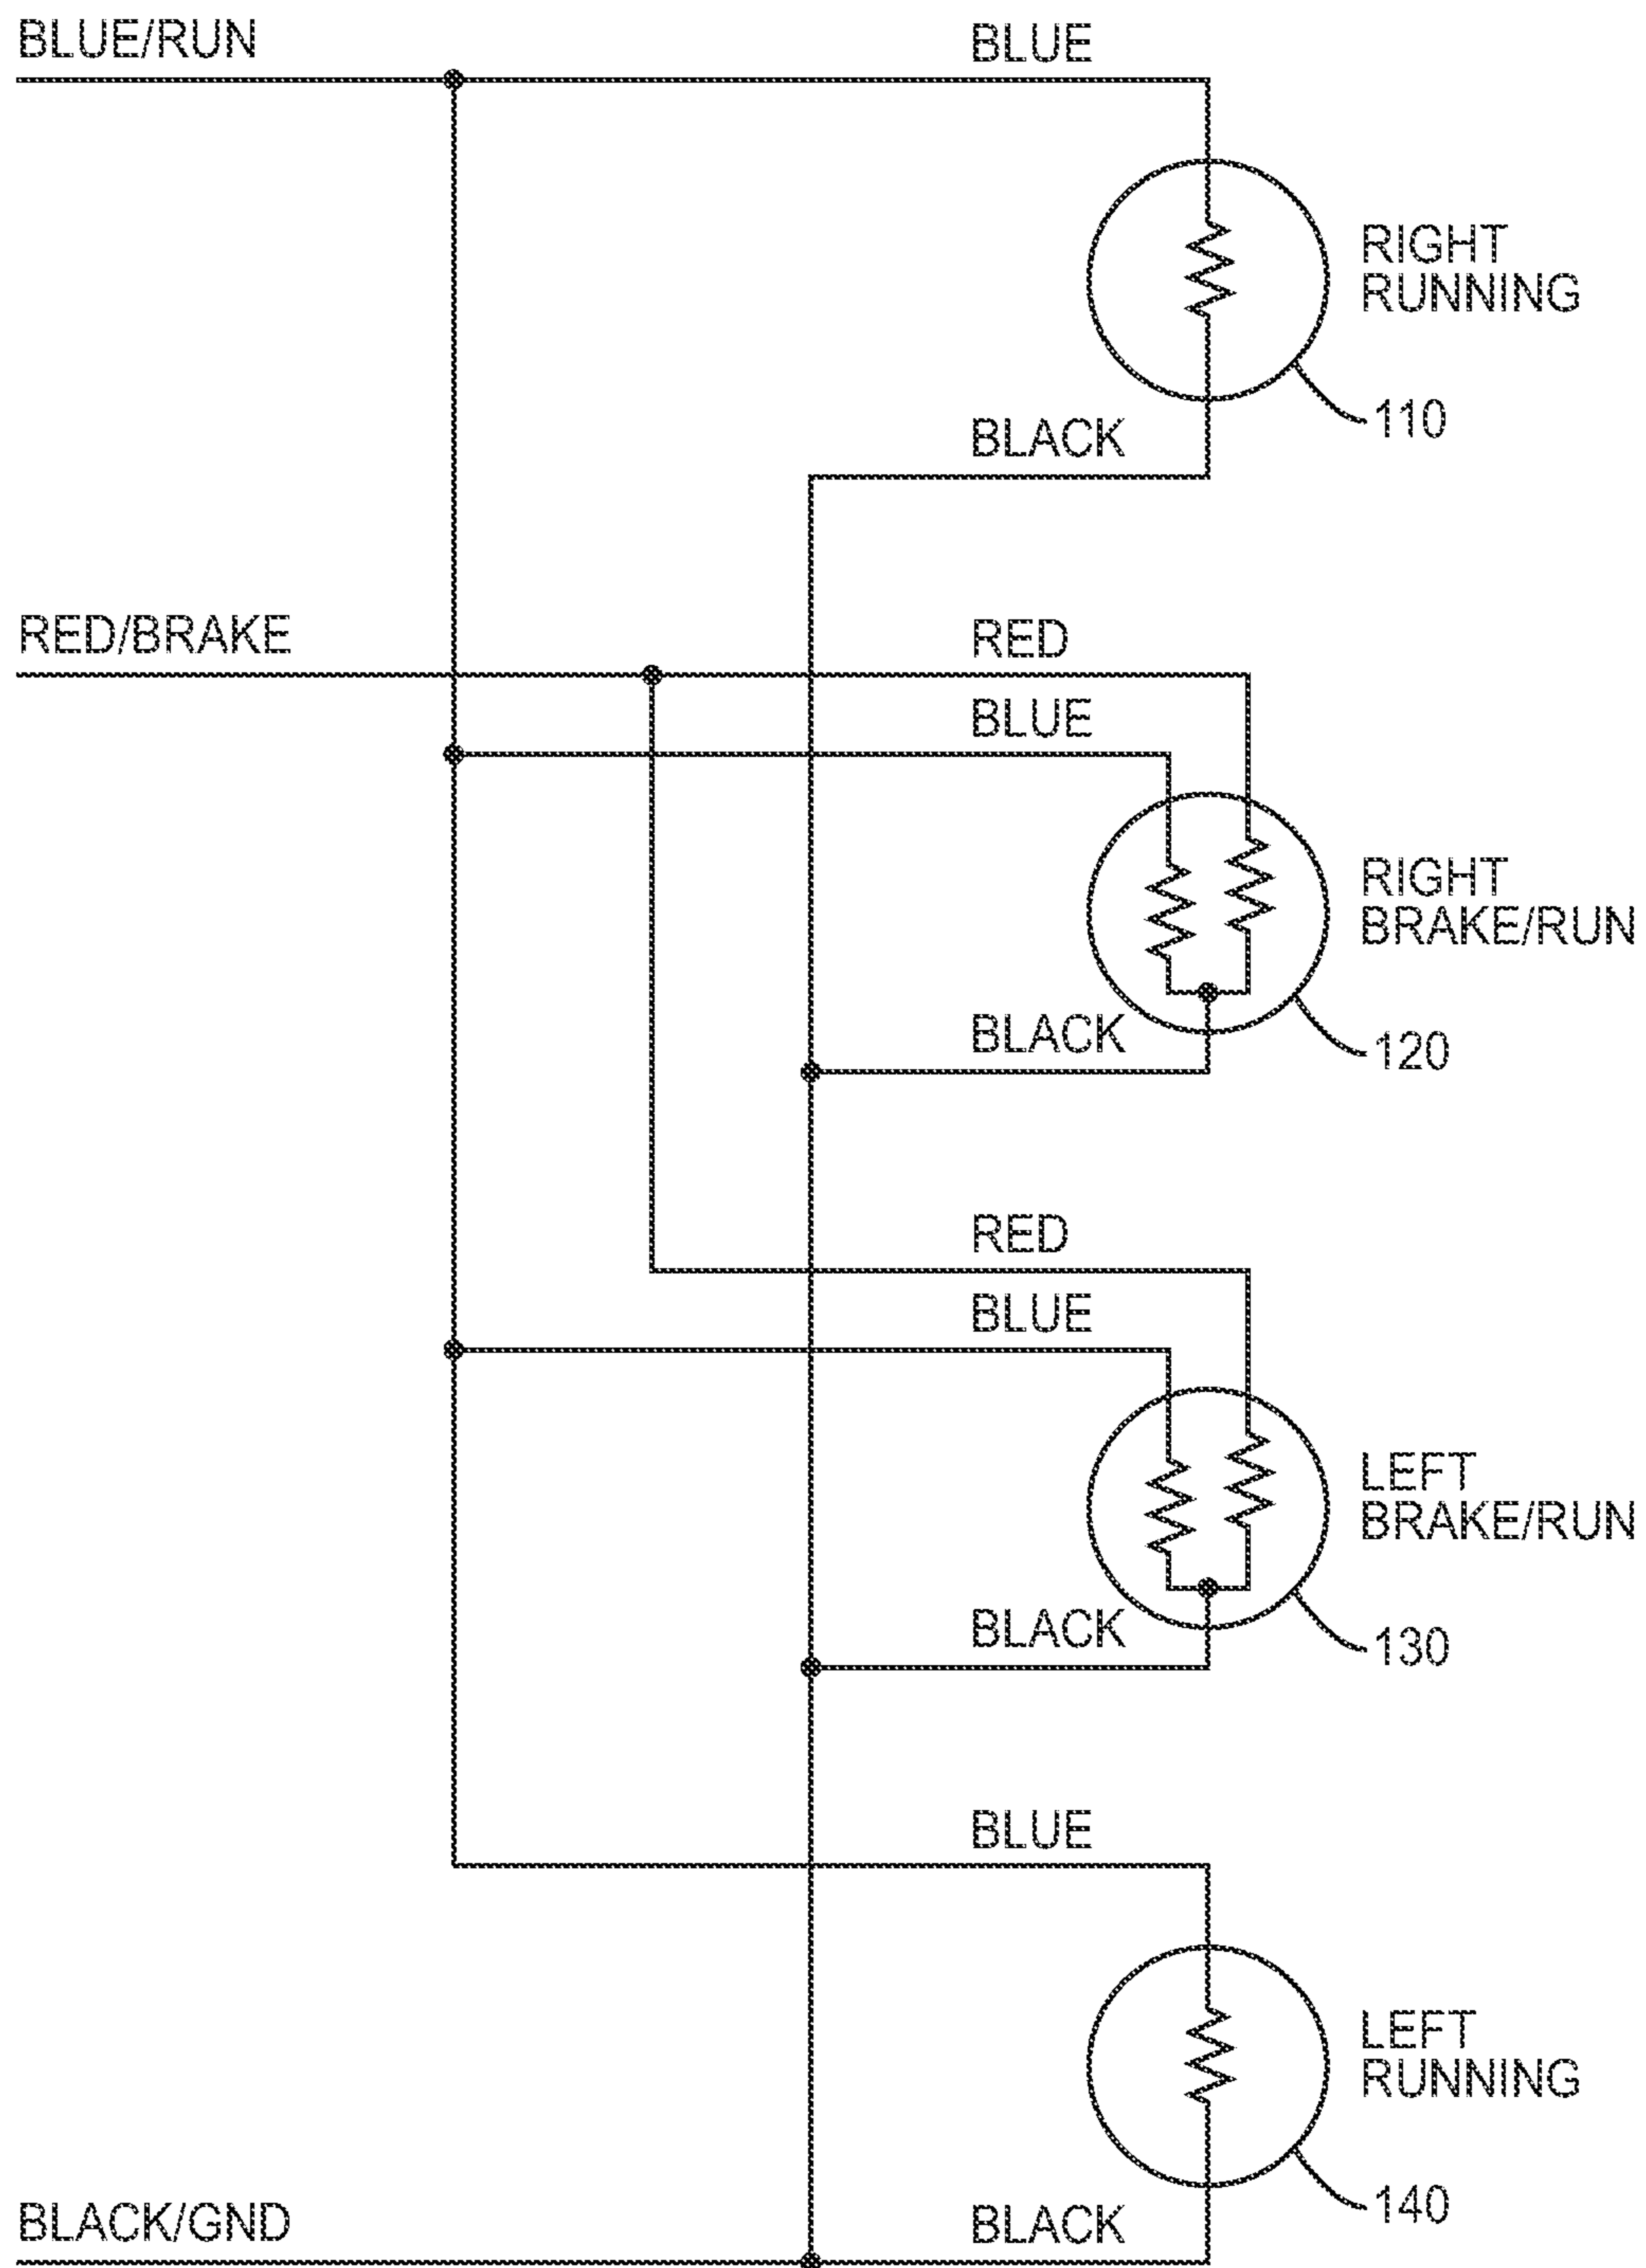 BLUE/RUN
BLUE
RIGHT
RUNNING
110
BLACK
RED/BRAKE
RED
BLUE
RIGHT
BRAKE/RUN
BLACK
120
RED
BLUE
LEFT
BRAKE/RUN
BLACK
130
BLUE
LEFT
RUNNING
140
BLACK/GND
BLACK